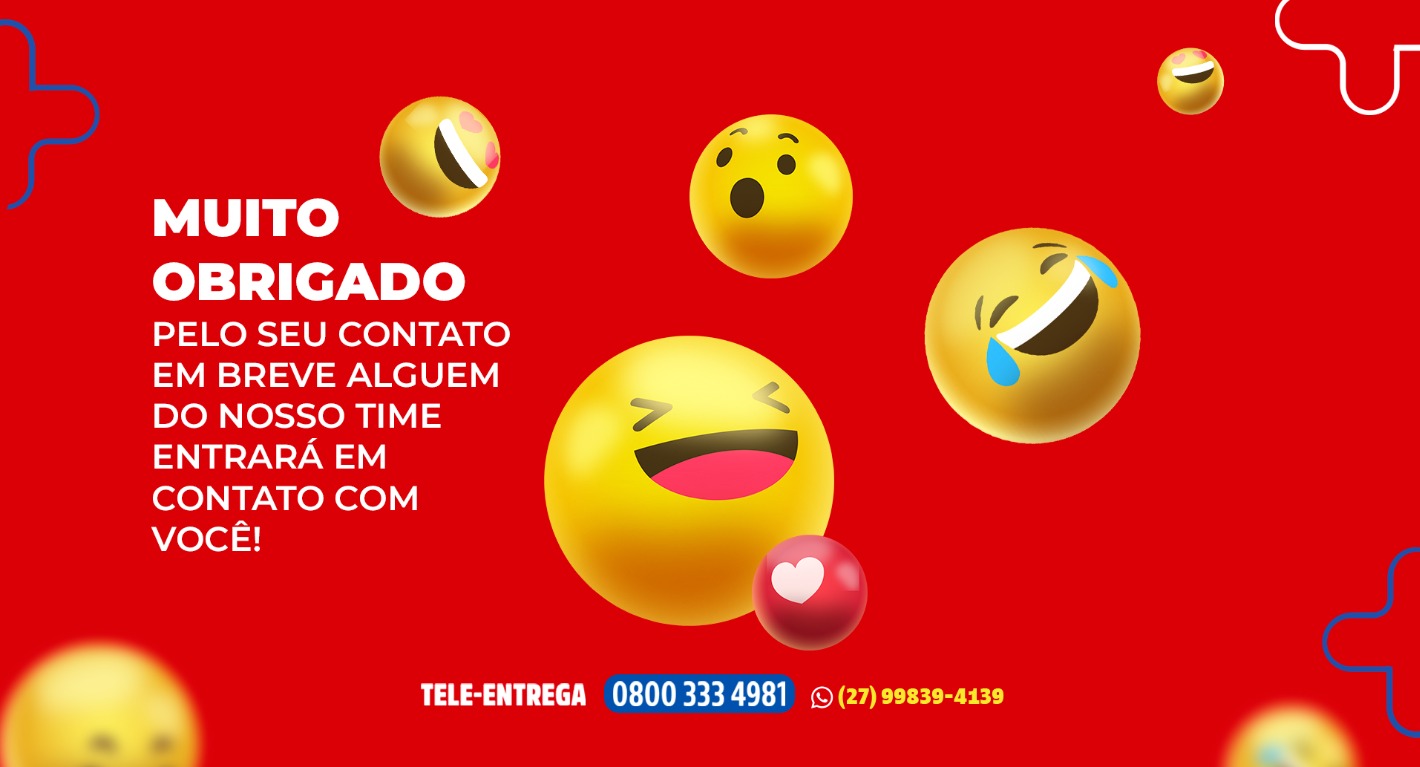 MUITO
OBRIGADO
PELO SEU CONTATO
EM BREVE ALGUEM
DO NOSSO TIME
ENTRARÁ EM
CONTATO COM
VOCÊ!
TELE-ENTREGA 0800 333 4981 (27) 99839-4139